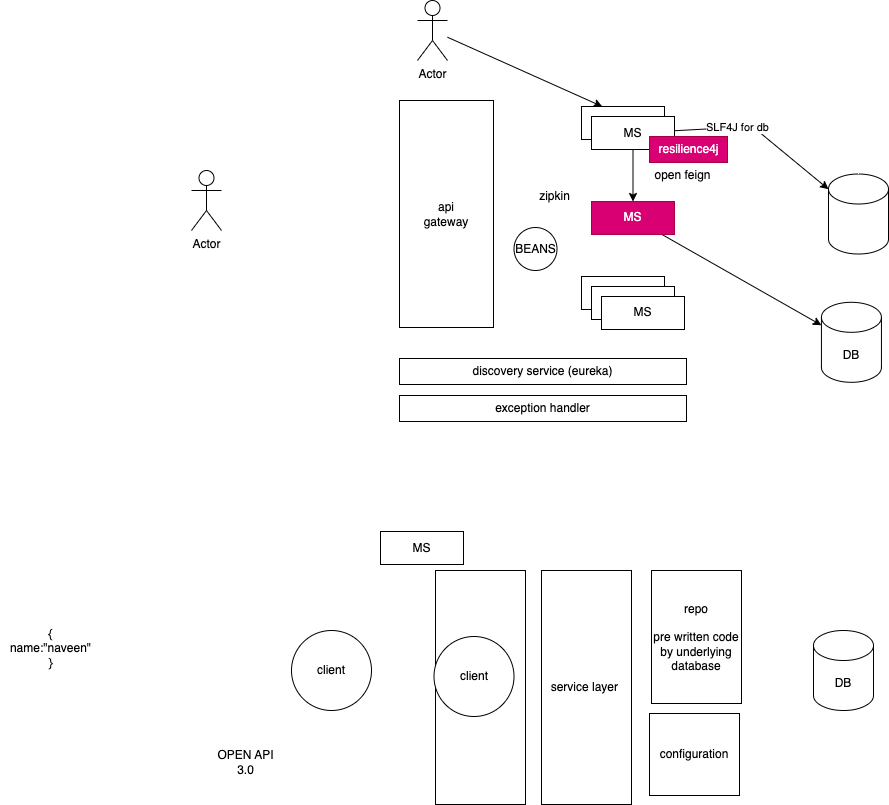 Actor
MS
SLF4J for db
resilience4j
open feign
zipkin
api
gateway
MS
Actor
BEANS
MS
DB
discovery service (eureka)
exception handler
MS
repo
{
name:"naveen"
}
pre written code
by underlying
database
client
client
service layer
DB
OPEN API
3.0
configuration